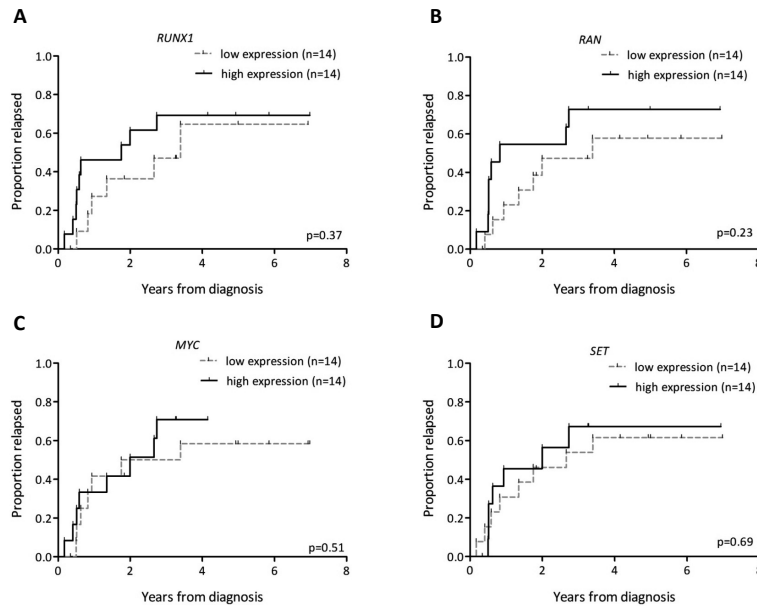 A
RUNX1
low expression (n=14)
high expression (n=14)
Proportion relapsed
1.0
0.8
0.6
0.4
0.2
0.0
p=0.37
0 2 4 6 8
Years from diagnosis
B
RAN
low expression (n=14)
high expression (n=14)
Proportion relapsed
1.0
0.8
0.6
0.4
0.2
0.0
p=0.23
0 2 4 6 8
Years from diagnosis
C
MYC
low expression (n=14)
high expression (n=14)
Proportion relapsed
1.0
0.8
0.6
0.4
0.2
0.0
p=0.51
0 2 4 6 8
Years from diagnosis
D
SET
low expression (n=14)
high expression (n=14)
Proportion relapsed
1.0
0.8
0.6
0.4
0.2
0.0
p=0.69
0 2 4 6 8
Years from diagnosis